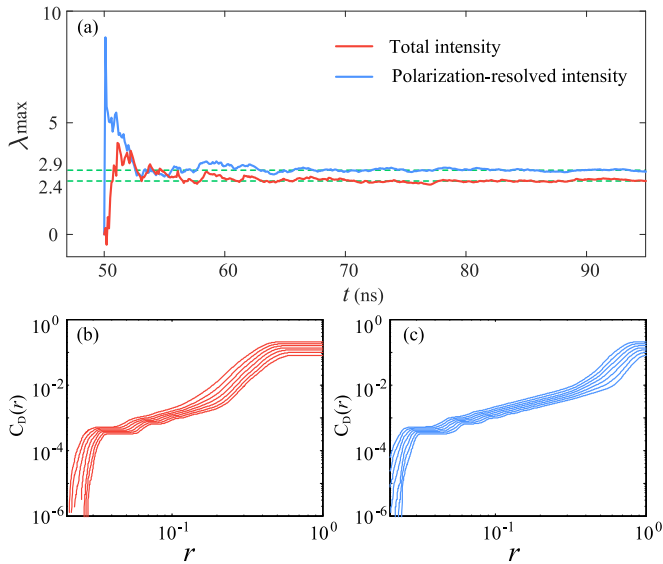 (a)
10
5
2.9
2.4
0
λmax
Total intensity
Polarization-resolved intensity
50 60 70 80 90
t (ns)
(b)
10^0
10^-2
10^-4
10^-6
C_D(r)
10^-1 10^0
r
(c)
10^0
10^-2
10^-4
10^-6
C_D(r)
10^-1 10^0
r